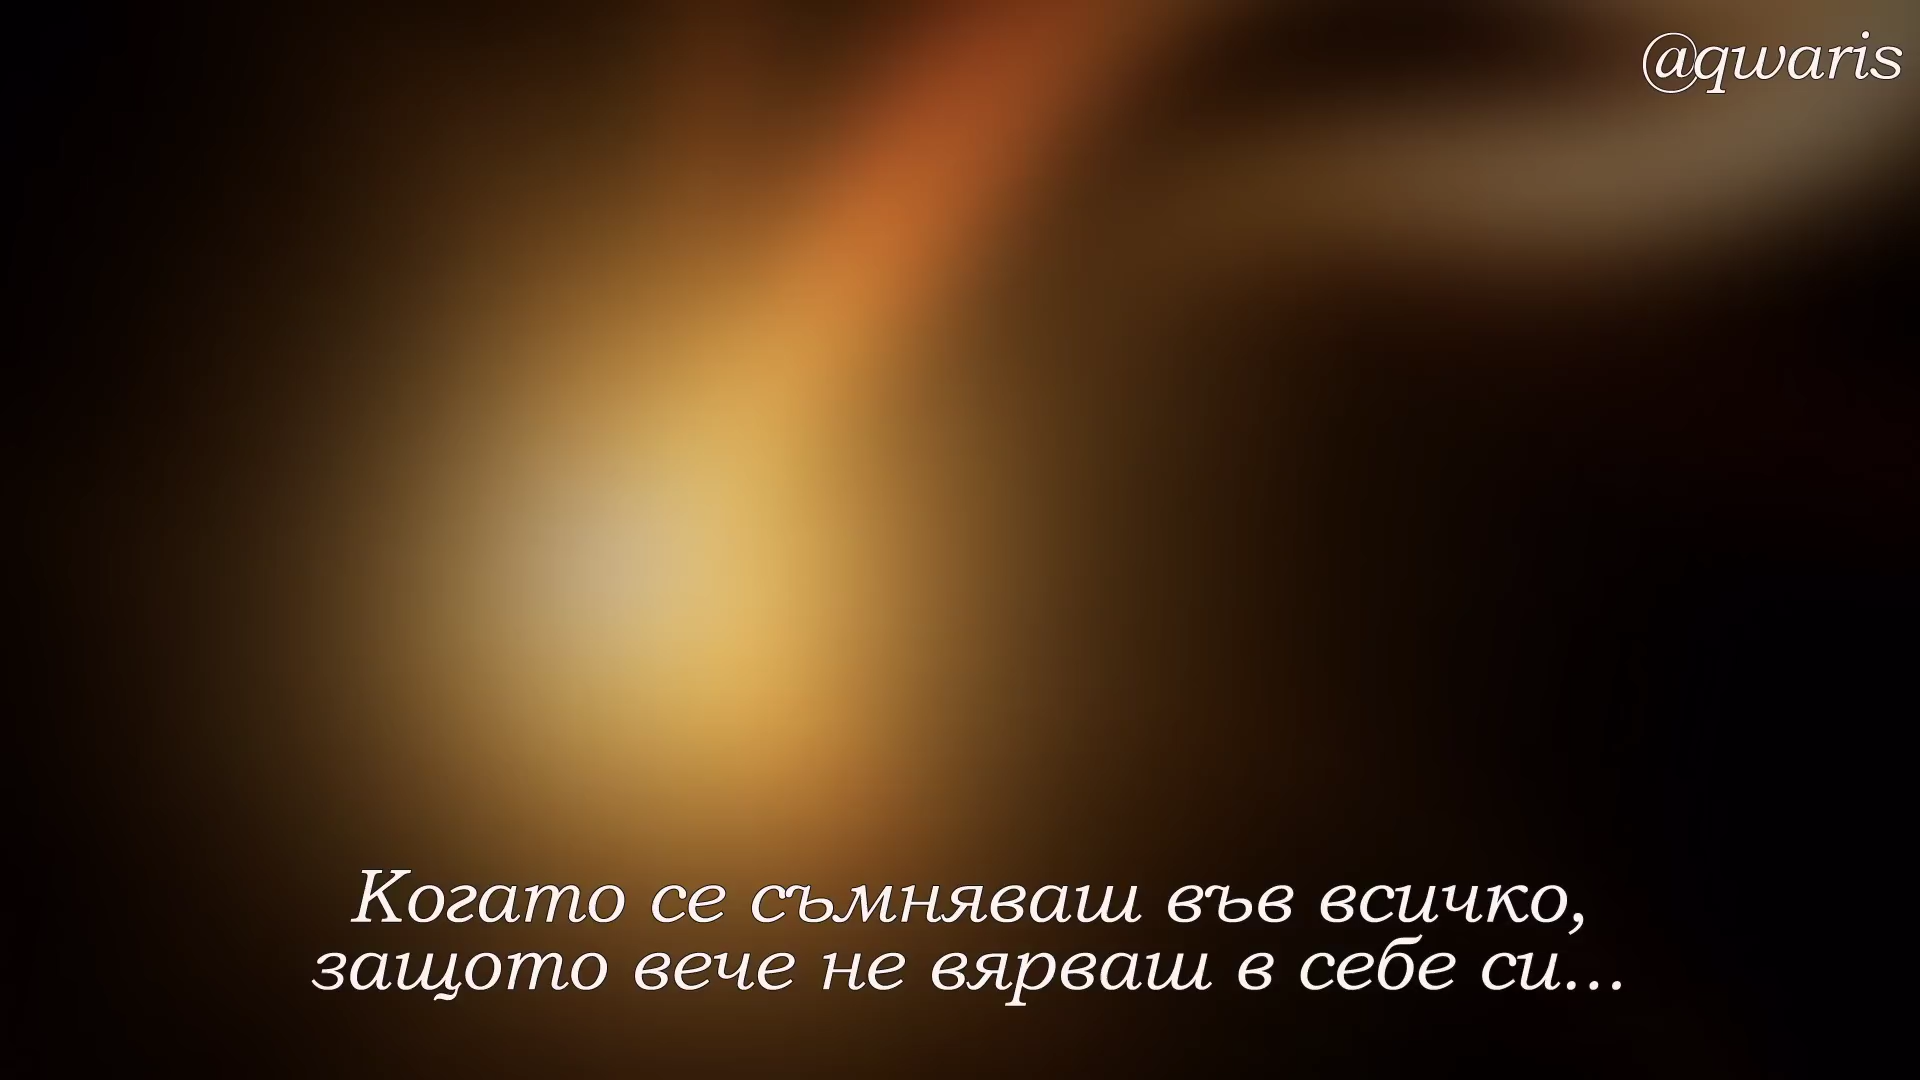 @qwaris
Когато се съмняваш във всичко,
защото вече не вярваш в себе си...